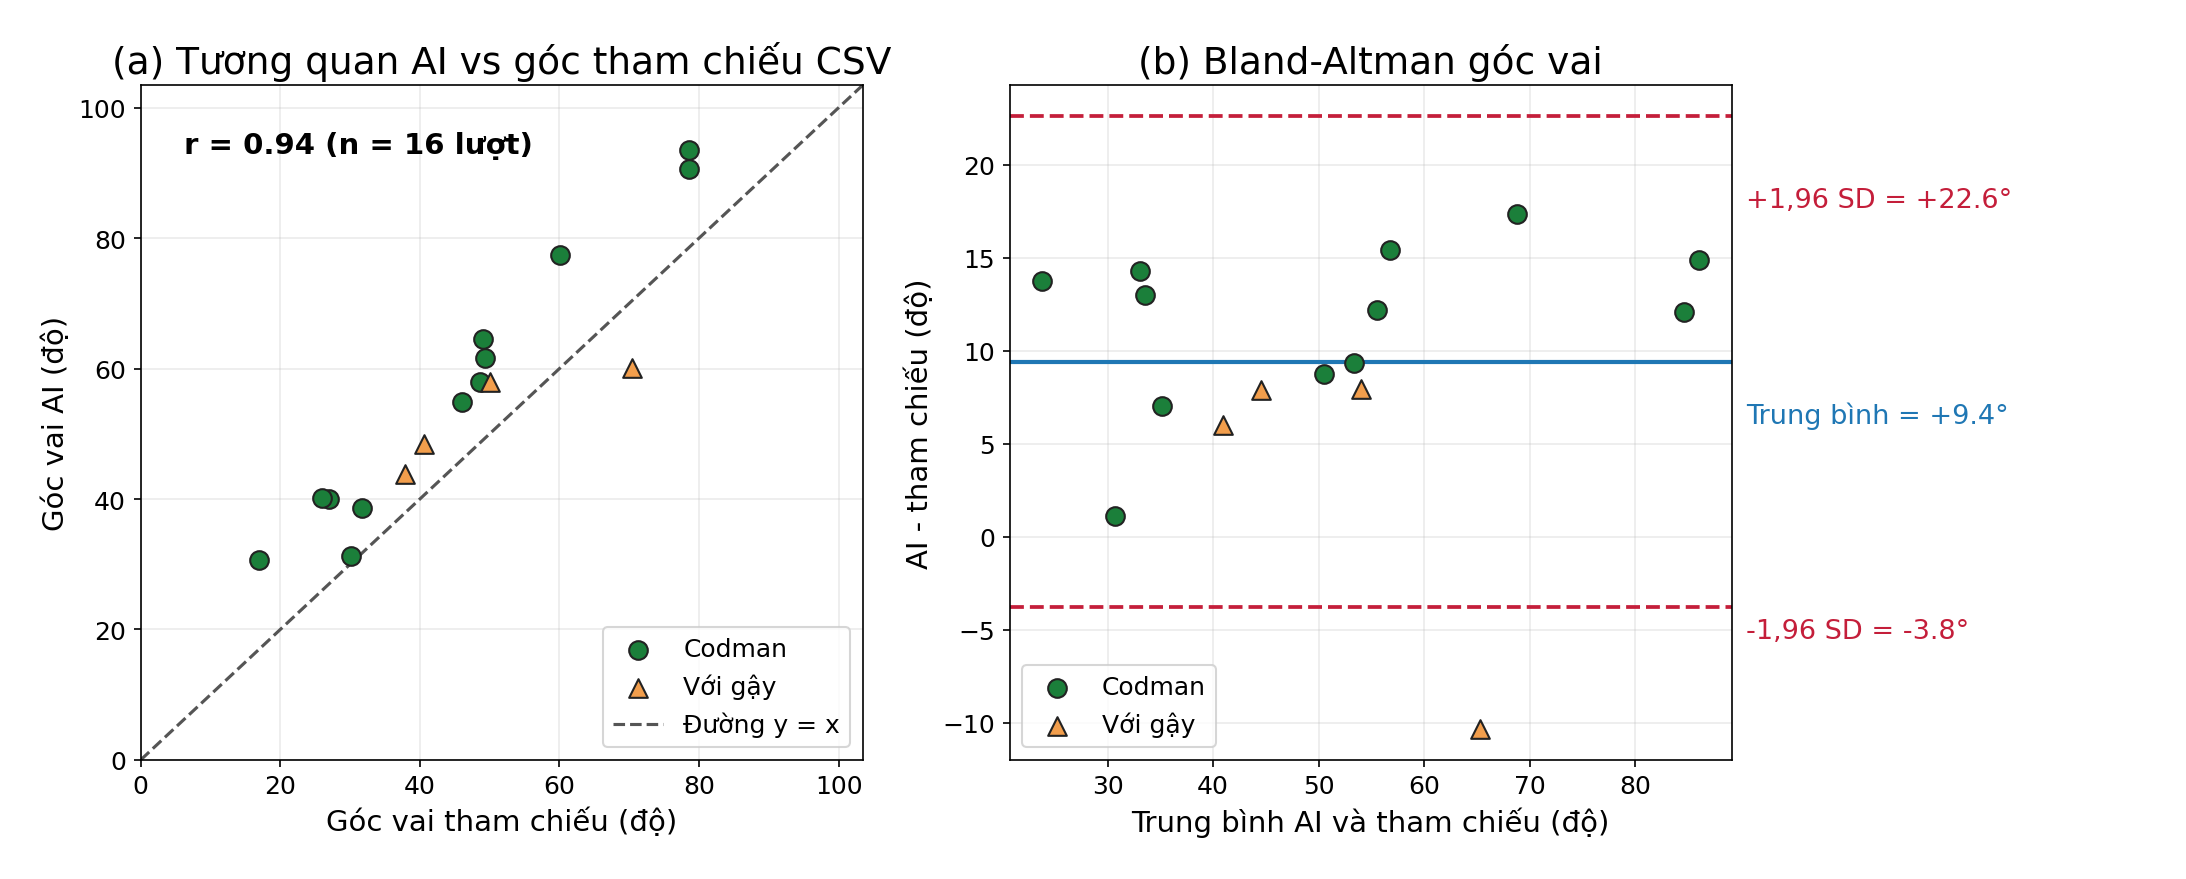 (a) Tương quan AI vs góc tham chiếu CSV
r = 0.94 (n = 16 lượt)
Góc vai AI (độ)
100
80
60
40
20
0
0 20 40 60 80 100
Góc vai tham chiếu (độ)
Codman
Với gậy
Đường y = x
(b) Bland-Altman góc vai
AI - tham chiếu (độ)
20
15
10
5
0
−5
−10
30 40 50 60 70 80
Trung bình AI và tham chiếu (độ)
Codman
Với gậy
+1,96 SD = +22.6°
Trung bình = +9.4°
-1,96 SD = -3.8°